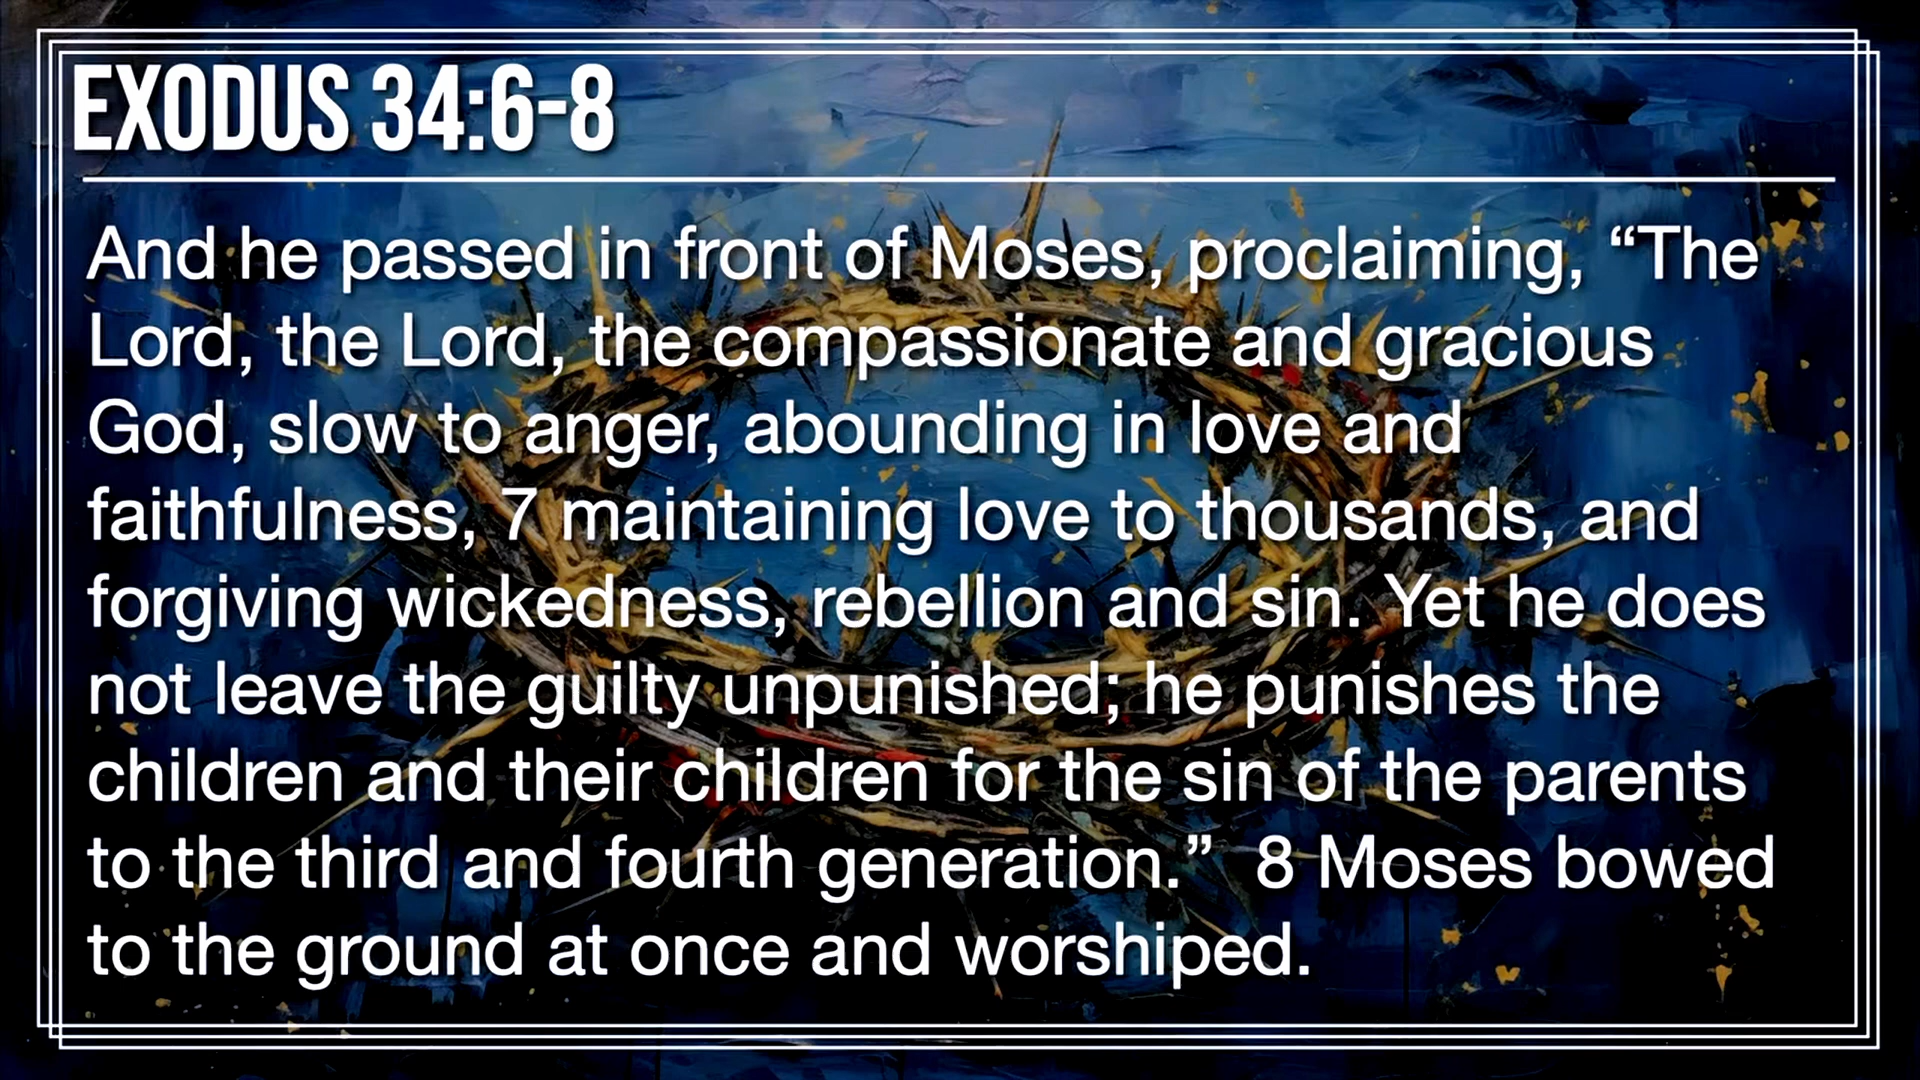 EXODUS 34:6-8
And he passed in front of Moses, proclaiming, “The
Lord, the Lord, the compassionate and gracious
God, slow to anger, abounding in love and
faithfulness, 7 maintaining love to thousands, and
forgiving wickedness, rebellion and sin. Yet he does
not leave the guilty unpunished; he punishes the
children and their children for the sin of the parents
to the third and fourth generation.”  8 Moses bowed
to the ground at once and worshiped.